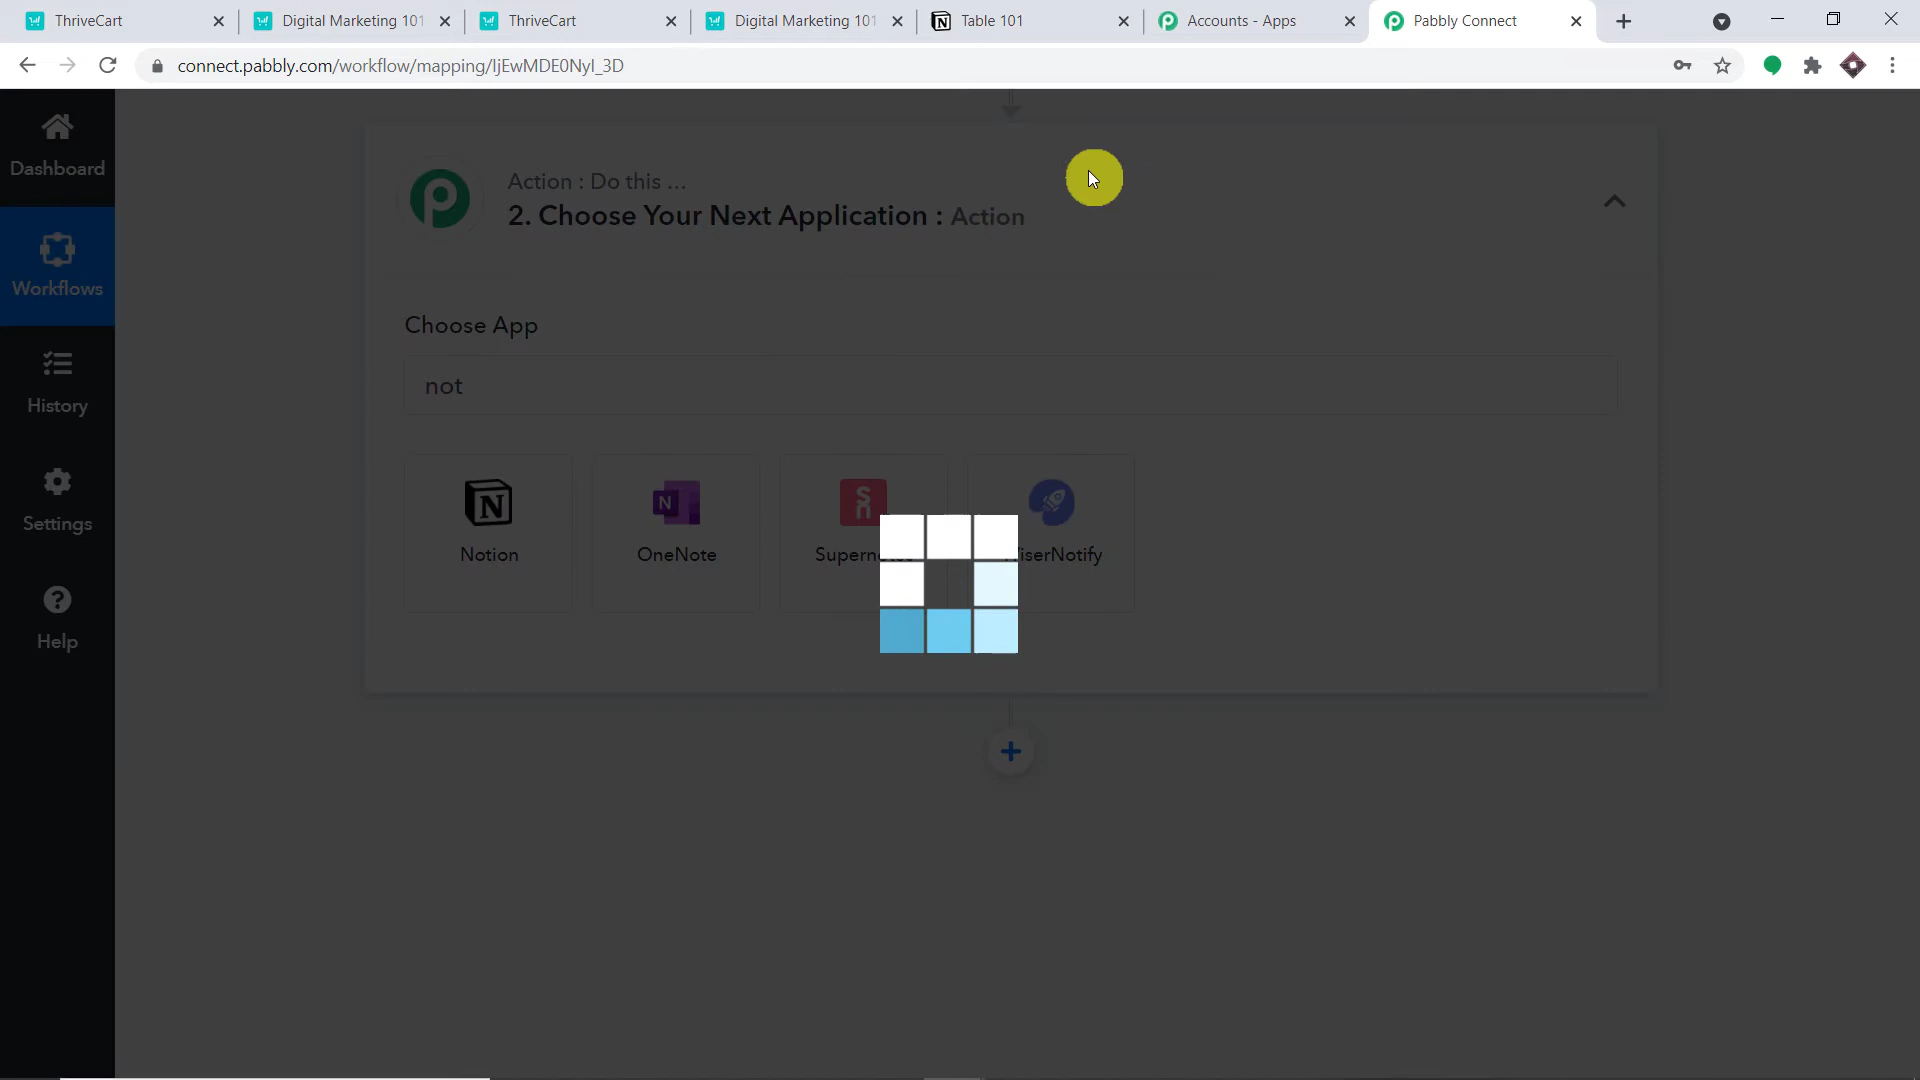 ThriveCart
Digital Marketing 101
ThriveCart
Digital Marketing 101
Table 101
Accounts - Apps
Pabbly Connect
connect.pabbly.com/workflow/mapping/IjEwMDE0NyI_3D
Dashboard
Workflows
History
Settings
Help
Action : Do this ...
2. Choose Your Next Application : Action
Choose App
not
Notion
OneNote